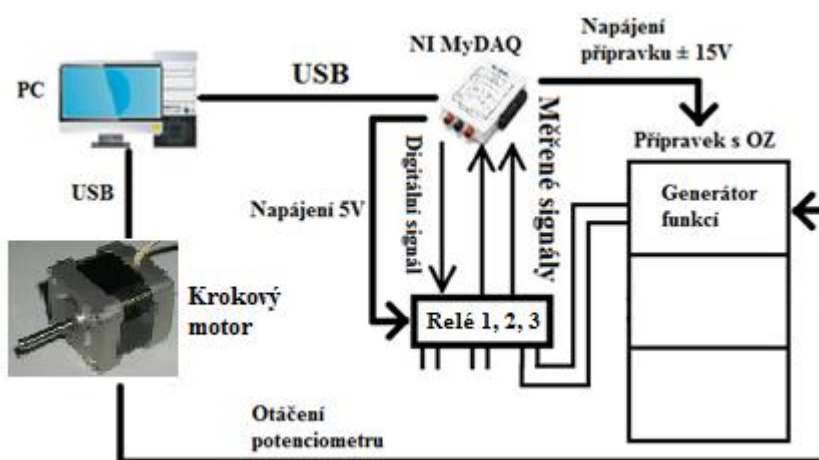 NI MyDAQ
Napájení
přípravku ± 15V
PC
USB
Přípravek s OZ
USB
Napájení 5V
Digitální signál
Měřené signály
Generátor
funkcí
Krokový
motor
Relé 1, 2, 3
Otáčení
potenciometru